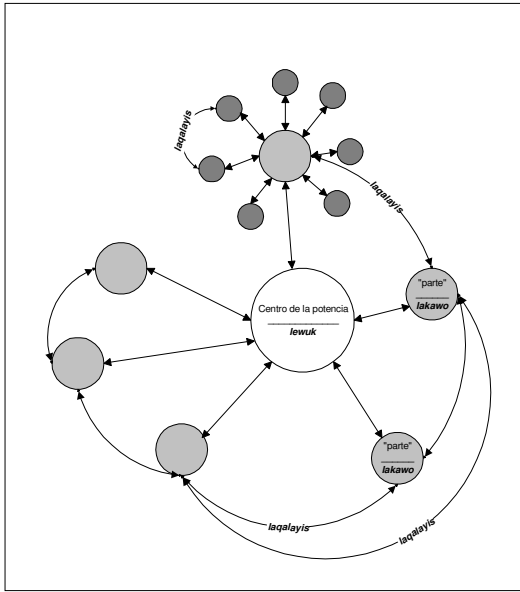 laqalayis
laqalayis
Centro de la potencia
lewuk
"parte"
lakawo
"parte"
lakawo
laqalayis
laqalayis